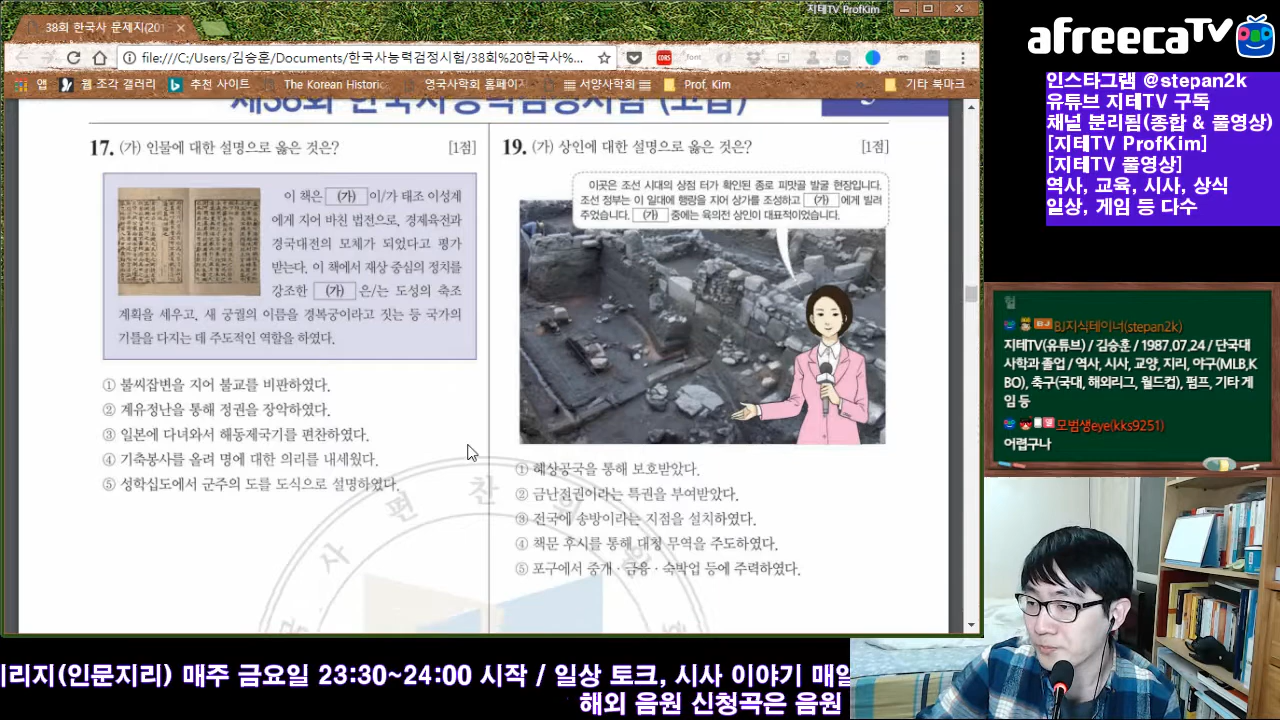 지테TV ProfKim
38회 한국사 문제지(201
file:///C:/Users/김승훈/Documents/한국사능력검정시험/38회%20한국사%...
앱 웹 조각 갤러리 추천 사이트 The Korean Historic 영국사학회 홈페이지 서양사학회 Prof. Kim 기타 북마크
제38회 한국사능력검정시험 (고급)
17. (가) 인물에 대한 설명으로 옳은 것은? [1점]
이 책은 (가) 이/가 태조 이성계
에게 지어 바친 법전으로, 경제육전과
경국대전의 모체가 되었다고 평가
받는다. 이 책에서 재상 중심의 정치를
강조한 (가) 은/는 도성의 축조
계획을 세우고, 새 궁궐의 이름을 경복궁이라고 짓는 등 국가의
기틀을 다지는 데 주도적인 역할을 하였다.
① 불씨잡변을 지어 불교를 비판하였다.
② 계유정난을 통해 정권을 장악하였다.
③ 일본에 다녀와서 해동제국기를 편찬하였다.
④ 기축봉사를 올려 명에 대한 의리를 내세웠다.
⑤ 성학십도에서 군주의 도를 도식으로 설명하였다.
19. (가) 상인에 대한 설명으로 옳은 것은? [1점]
이곳은 조선 시대의 상점 터가 확인된 종로 피맛골 발굴 현장입니다.
조선 정부는 이 일대에 행랑을 지어 상가를 조성하고 (가) 에게 빌려
주었습니다. (가) 중에는 육의전 상인이 대표적이었습니다.
① 혜상공국을 통해 보호받았다.
② 금난전권이라는 특권을 부여받았다.
③ 전국에 송방이라는 지점을 설치하였다.
④ 책문 후시를 통해 대청 무역을 주도하였다.
⑤ 포구에서 중개·금융·숙박업 등에 주력하였다.
사 편 찬
afreecaTV
인스타그램 @stepan2k
유튜브 지테TV 구독
채널 분리됨(종합 & 풀영상)
[지테TV ProfKim]
[지테TV 풀영상]
역사, 교육, 시사, 상식
일상, 게임 등 다수
헐
BJ지식테이너(stepan2k)
지테TV(유튜브) / 김승훈 / 1987.07.24 / 단국대
사학과 졸업 / 역사, 시사, 교양, 지리, 야구(MLB,K
BO), 축구(국대, 해외리그, 월드컵), 펌프, 기타 게
임 등
모범생eye(kks9251)
어렵구나
리지(인문지리) 매주 금요일 23:30~24:00 시작 / 일상 토크, 시사 이야기 매일
해외 음원 신청곡은 음원